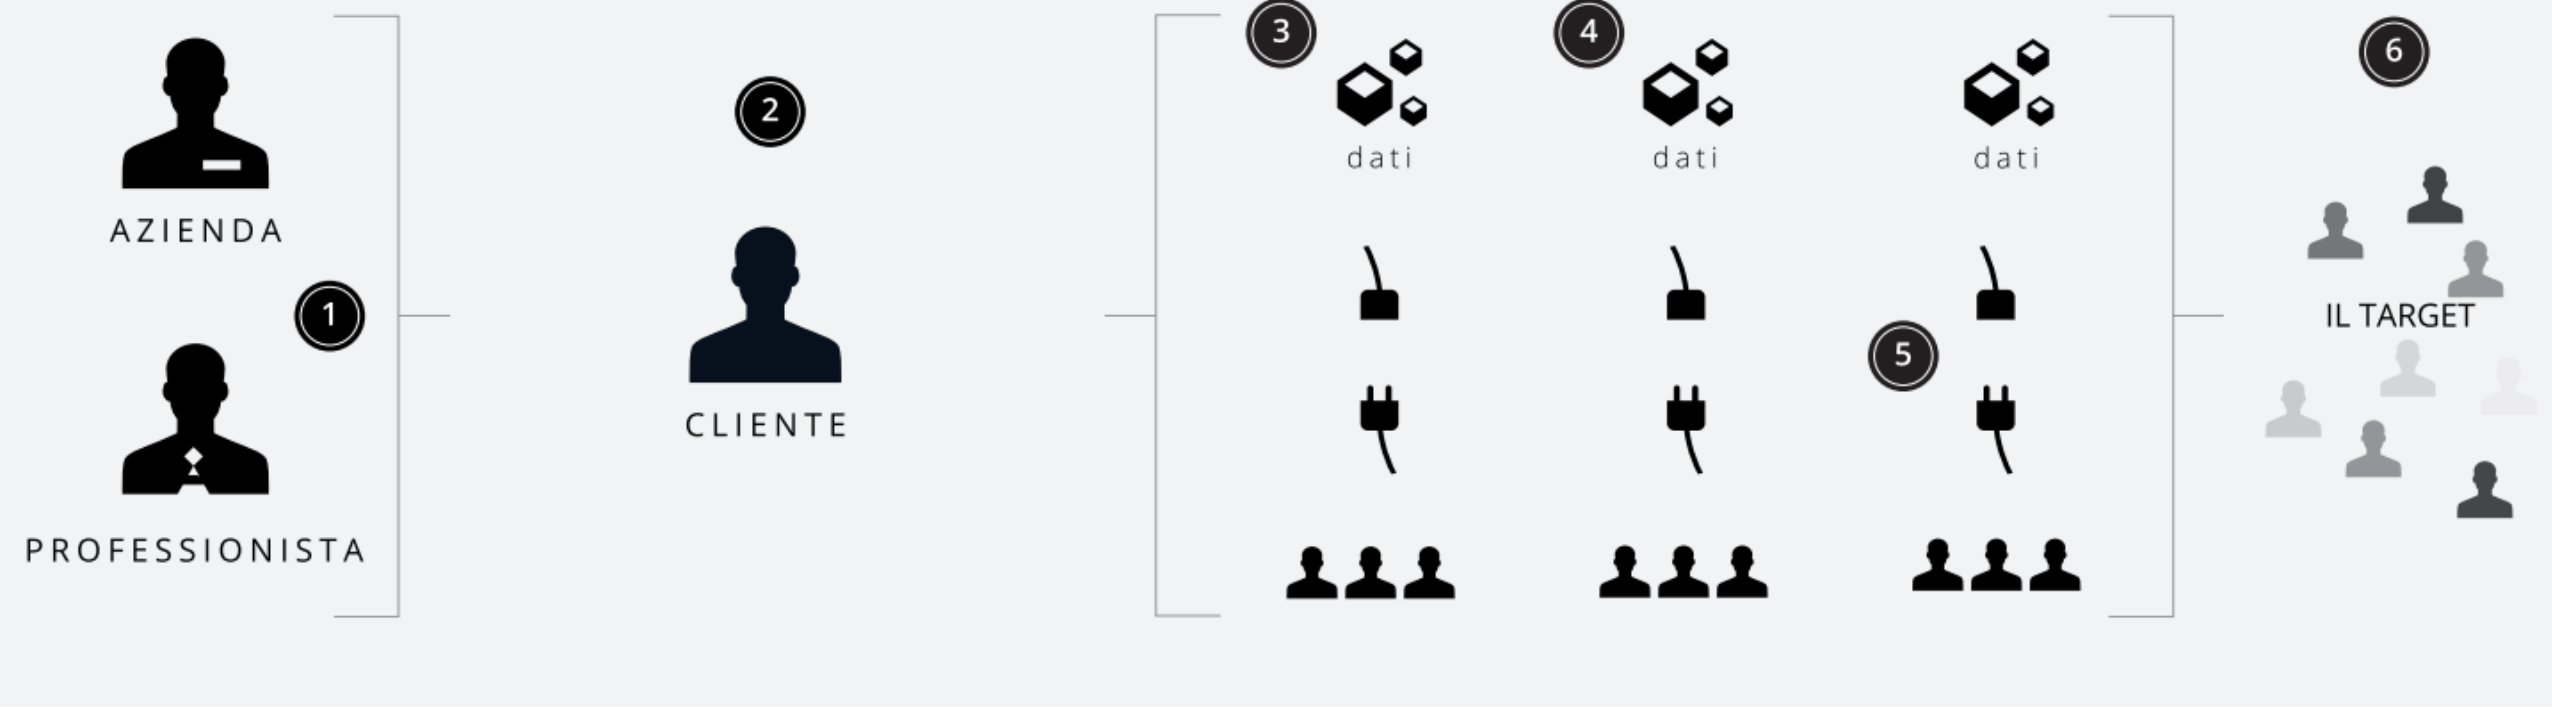 AZIENDA
1
PROFESSIONISTA
2
CLIENTE
3
dati
4
dati
dati
5
6
IL TARGET